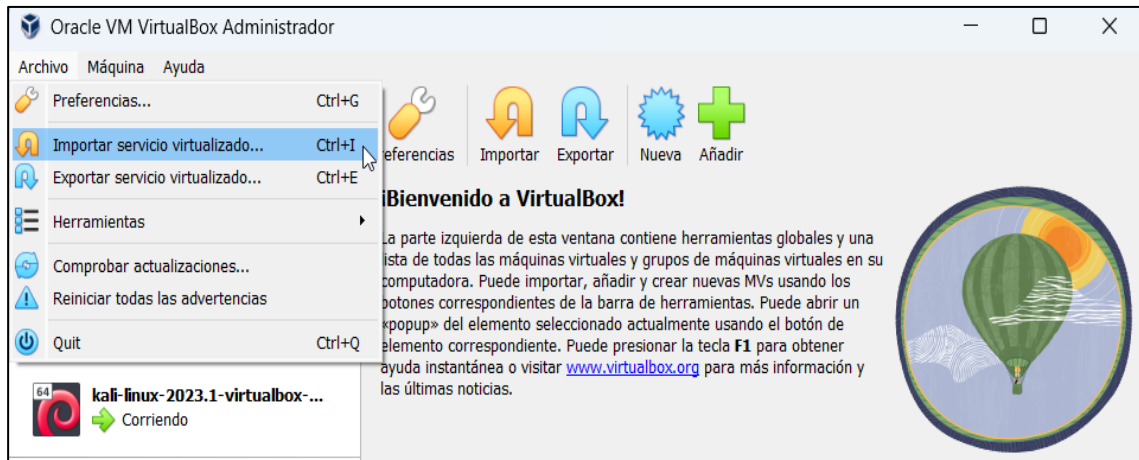 Oracle VM VirtualBox Administrador
Archivo Máquina Ayuda
Preferencias... Ctrl+G
Importar servicio virtualizado... Ctrl+I
Exportar servicio virtualizado... Ctrl+E
Herramientas
Comprobar actualizaciones...
Reiniciar todas las advertencias
Quit Ctrl+Q
64
kali-linux-2023.1-virtualbox-...
Corriendo
referencias Importar Exportar Nueva Añadir
¡Bienvenido a VirtualBox!
La parte izquierda de esta ventana contiene herramientas globales y una
lista de todas las máquinas virtuales y grupos de máquinas virtuales en su
computadora. Puede importar, añadir y crear nuevas MVs usando los
botones correspondientes de la barra de herramientas. Puede abrir un
«popup» del elemento seleccionado actualmente usando el botón de
elemento correspondiente. Puede presionar la tecla F1 para obtener
ayuda instantánea o visitar www.virtualbox.org para más información y
las últimas noticias.